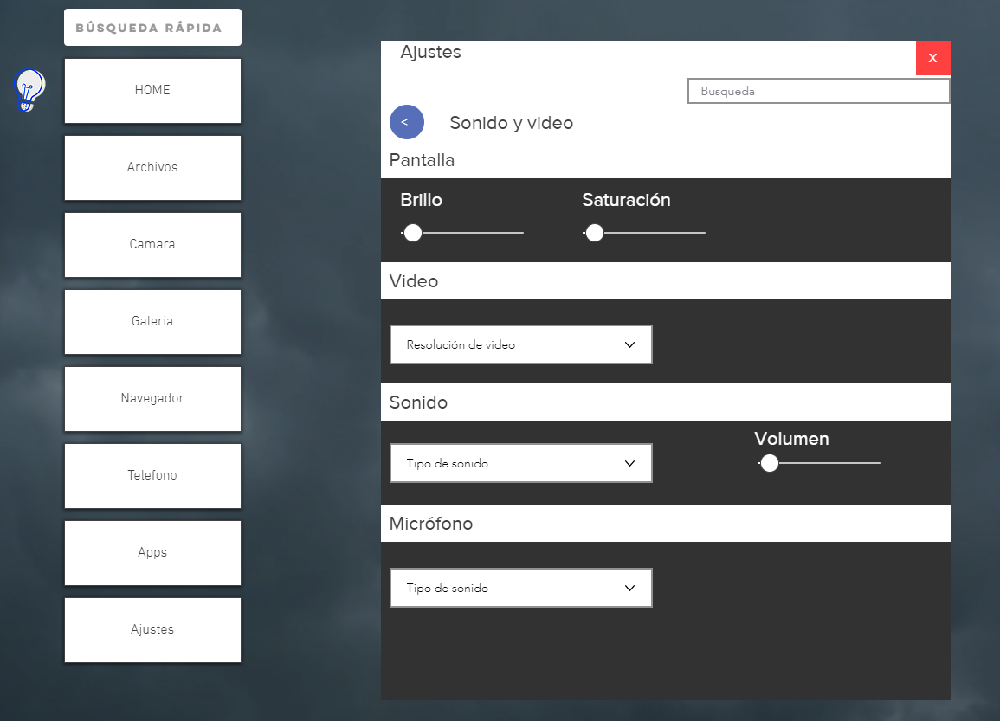 BÚSQUEDA RÁPIDA
HOME
Archivos
Camara
Galeria
Navegador
Telefono
Apps
Ajustes
Ajustes
X
Busqueda
<
Sonido y video
Pantalla
Brillo
Saturación
Video
Resolución de video
Sonido
Tipo de sonido
Volumen
Micrófono
Tipo de sonido